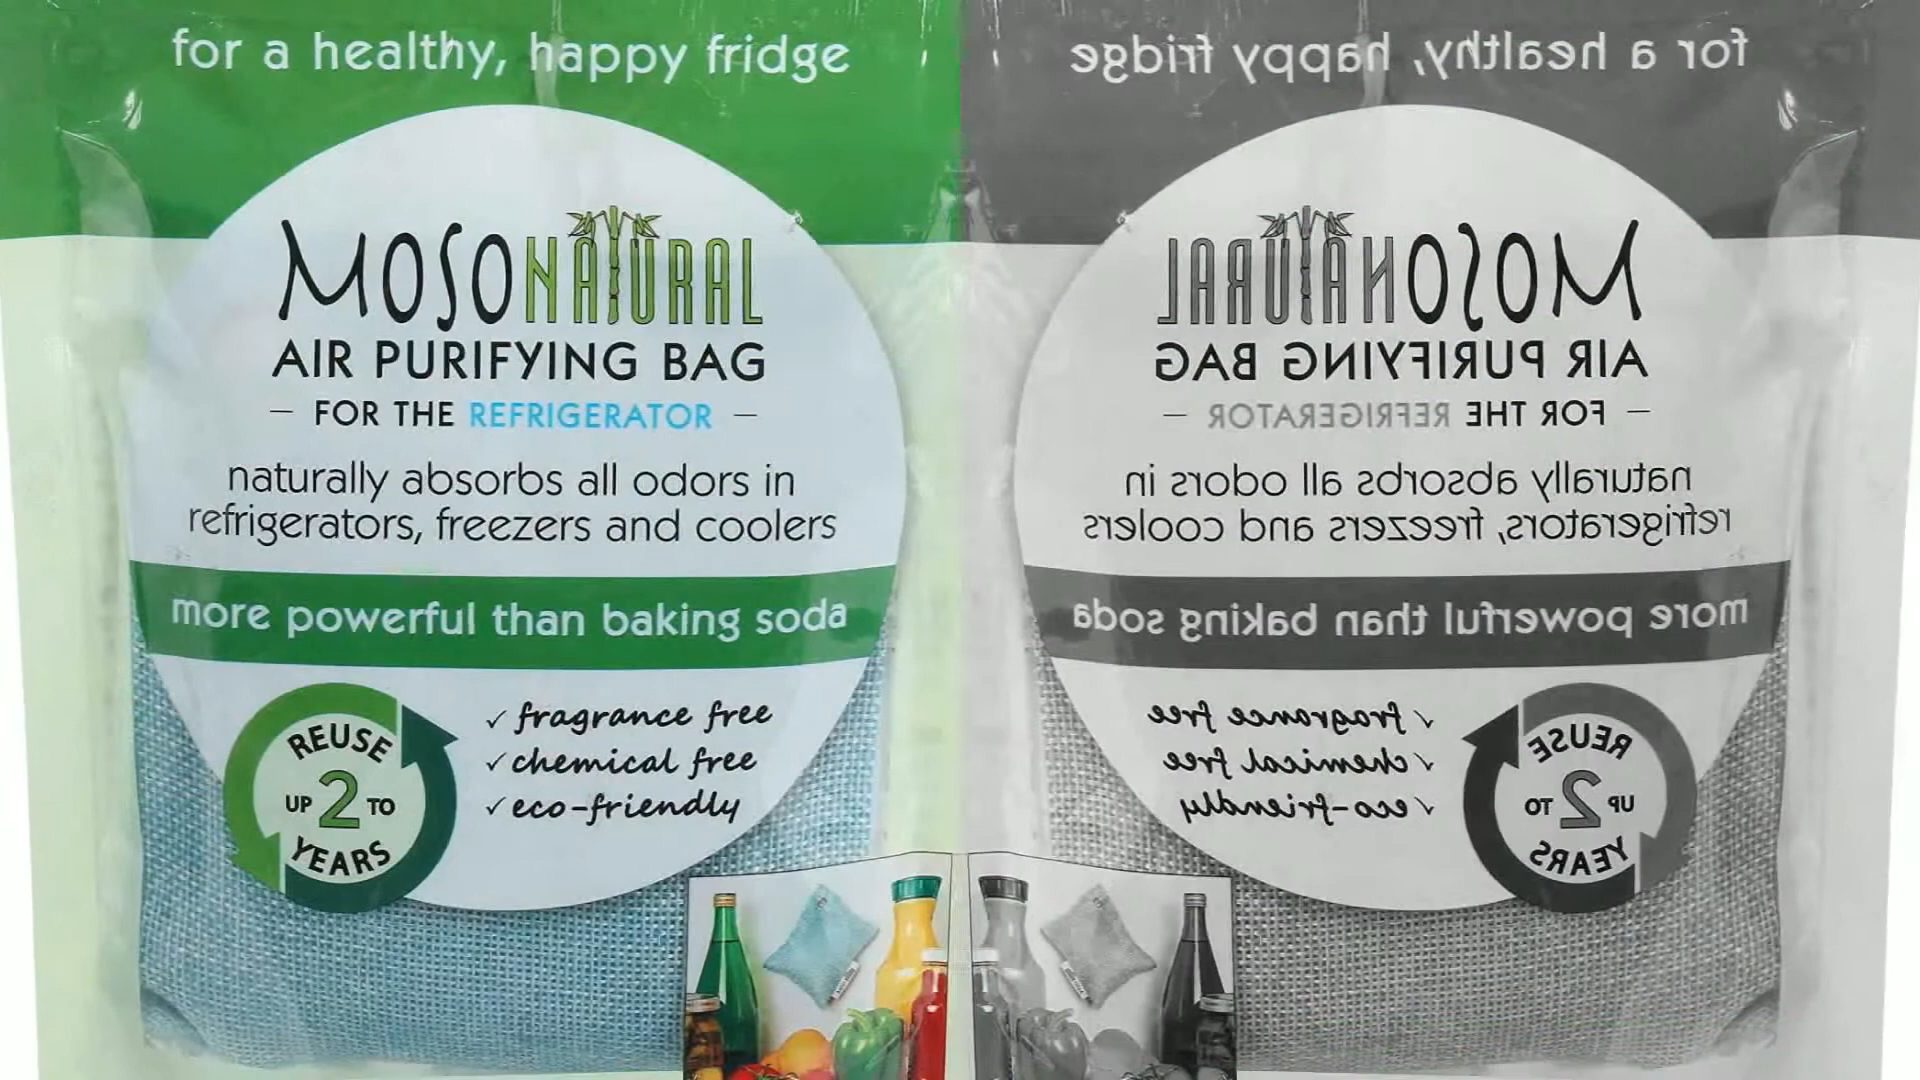 for a healthy, happy fridge
MOSO NATURAL
AIR PURIFYING BAG
— FOR THE REFRIGERATOR —
naturally absorbs all odors in
refrigerators, freezers and coolers
more powerful than baking soda
REUSE
UP 2 TO
YEARS
✓ fragrance free
✓ chemical free
✓ eco-friendly
for a healthy, happy fridge
MOSO NATURAL
AIR PURIFYING BAG
— FOR THE REFRIGERATOR —
naturally absorbs all odors in
refrigerators, freezers and coolers
more powerful than baking soda
REUSE
UP 2 TO
YEARS
✓ fragrance free
✓ chemical free
✓ eco-friendly